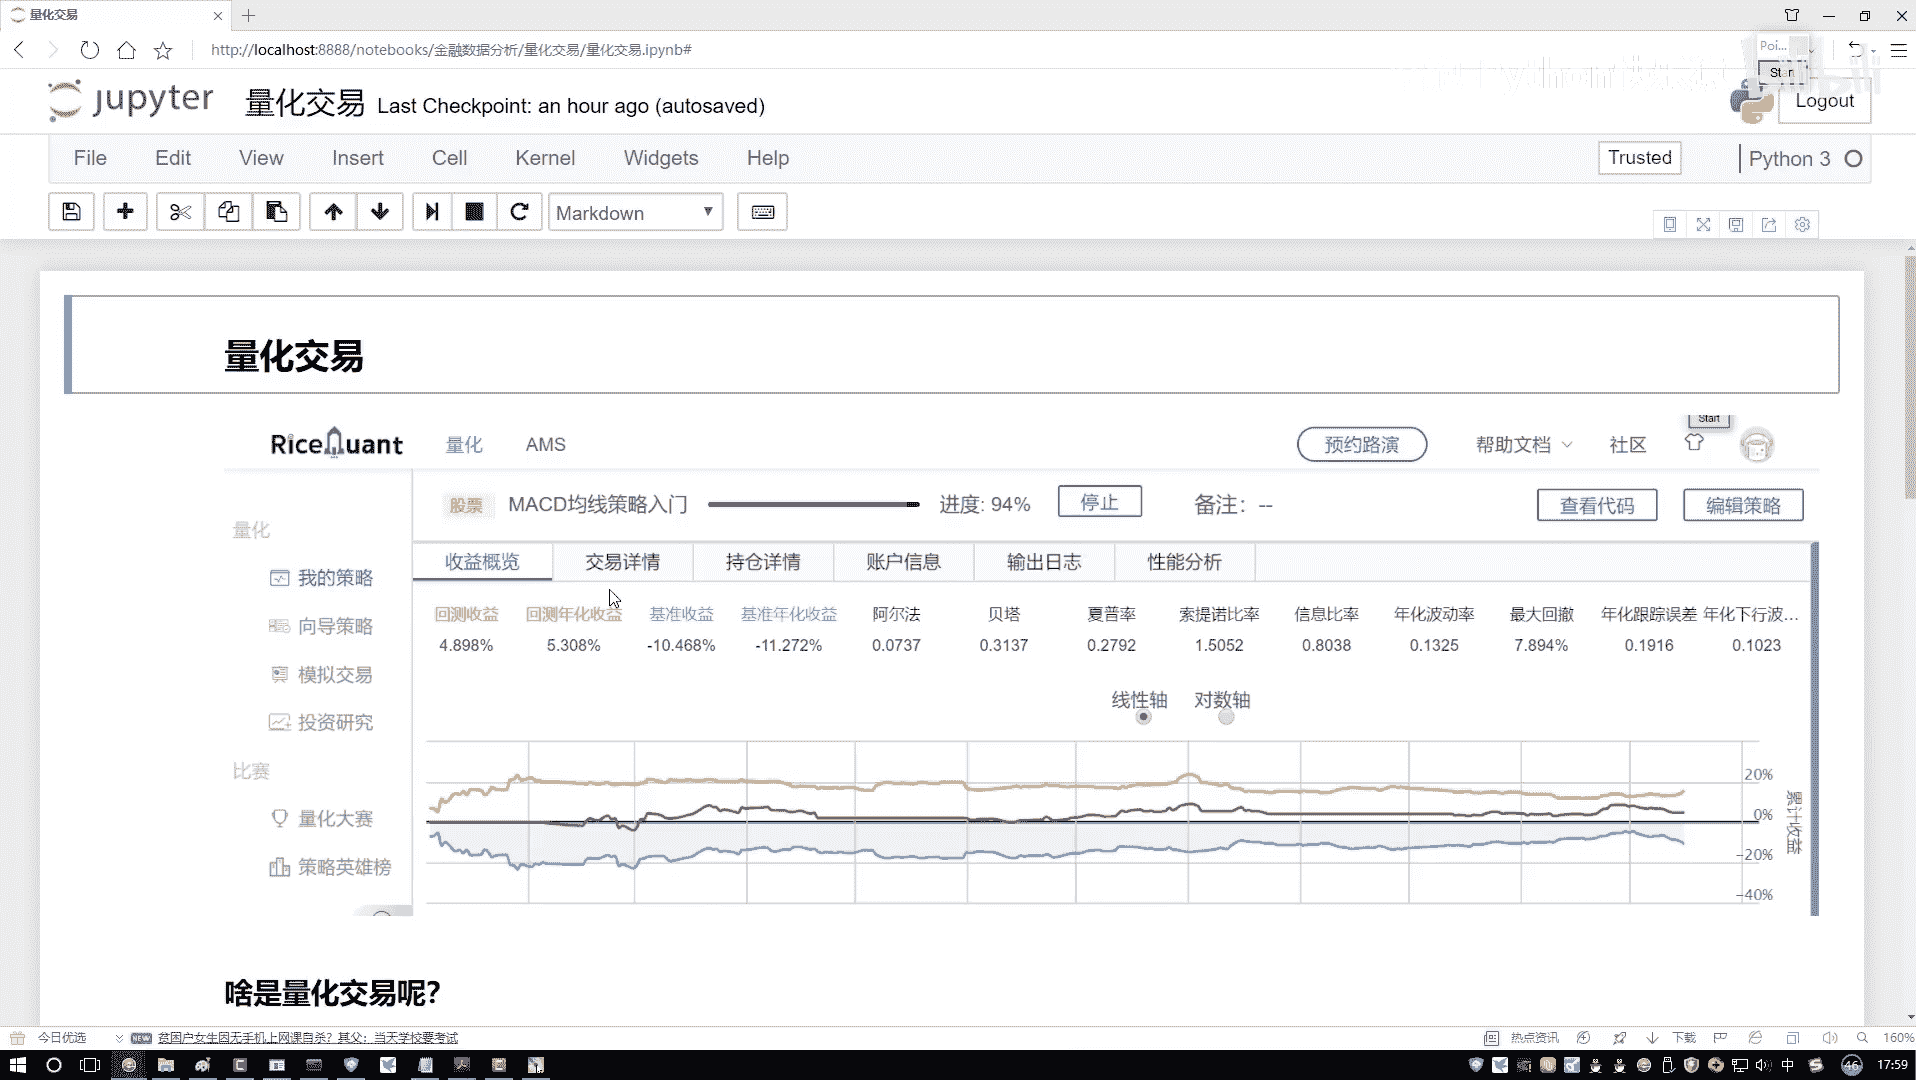 量化交易
http://localhost:8888/notebooks/金融数据分析/量化交易/量化交易.ipynb#
Poi...
Start
jupyter 量化交易 Last Checkpoint: an hour ago (autosaved)
Logout
File Edit View Insert Cell Kernel Widgets Help
Trusted
Python 3
Markdown
量化交易
RiceQuant 量化 AMS 预约路演 帮助文档 社区
Start
股票 MACD均线策略入门 进度: 94% 停止 备注: -- 查看代码 编辑策略
量化
我的策略
向导策略
模拟交易
投资研究
比赛
量化大赛
策略英雄榜
收益概览 交易详情 持仓详情 账户信息 输出日志 性能分析
回测收益 回测年化收益 基准收益 基准年化收益 阿尔法 贝塔 夏普率 索提诺比率 信息比率 年化波动率 最大回撤 年化跟踪误差 年化下行波...
4.898% 5.308% -10.468% -11.272% 0.0737 0.3137 0.2792 1.5052 0.8038 0.1325 7.894% 0.1916 0.1023
线性轴 对数轴
20%
0%
-20%
-40%
累计收益
啥是量化交易呢?
今日优选
NEW 贫困户女生因无手机上网课自杀？其父：当天学校要考试
热点资讯
下载
160%
中
46
17:59